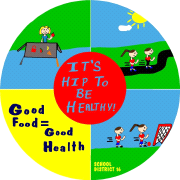 IT'S
HIP TO
BE
HEALTHY!
Good
Food=
Good
Health
SCHOOL
DISTRICT 16